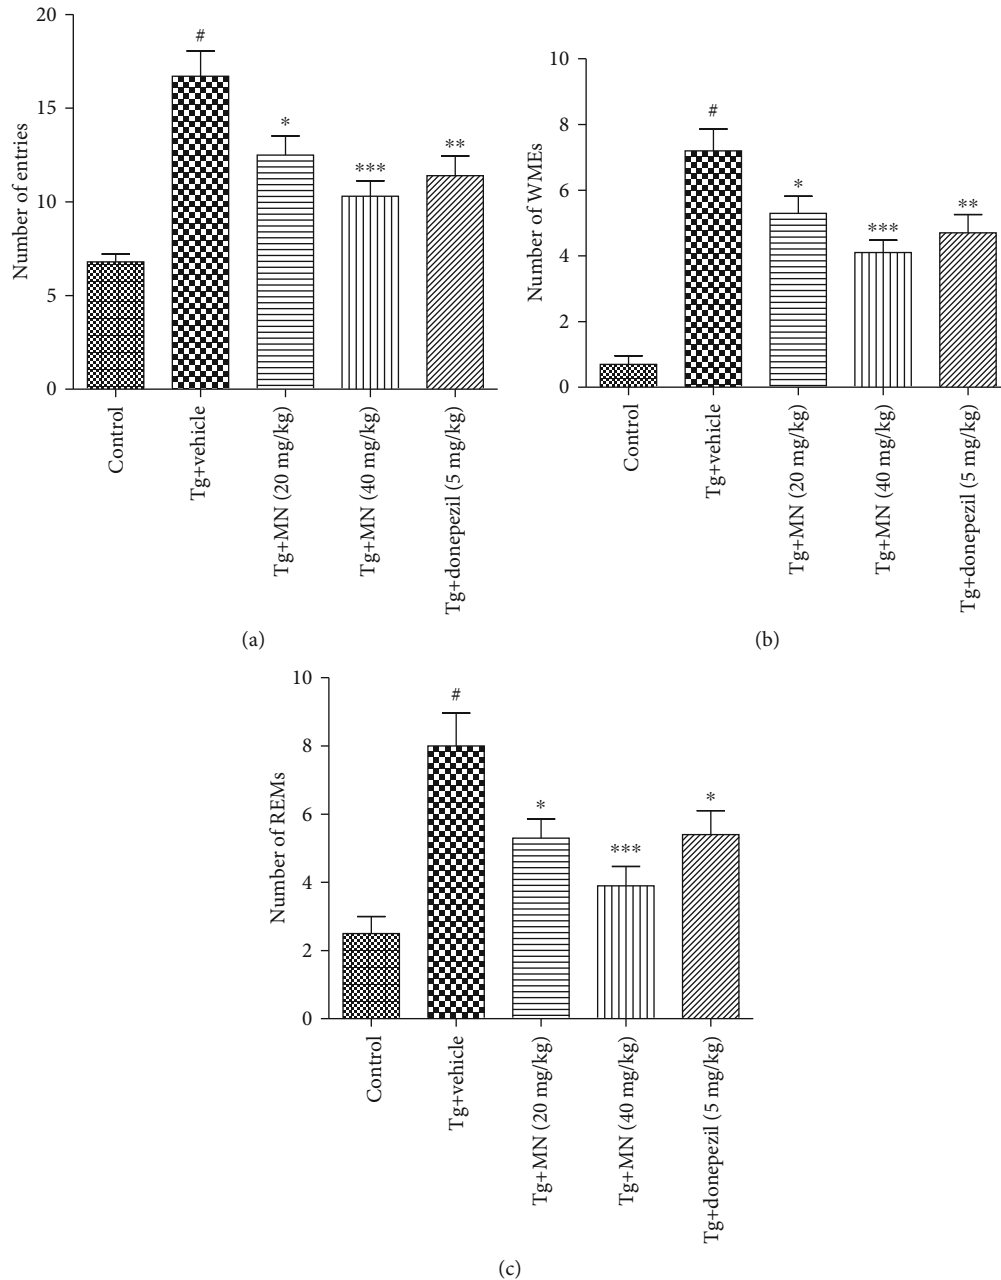 20
15
10
5
0
Number of entries
#
*
***
**
Control
Tg+vehicle
Tg+MN (20 mg/kg)
Tg+MN (40 mg/kg)
Tg+donepezil (5 mg/kg)
(a)
10
8
6
4
2
0
Number of WMEs
#
*
***
**
Control
Tg+vehicle
Tg+MN (20 mg/kg)
Tg+MN (40 mg/kg)
Tg+donepezil (5 mg/kg)
(b)
10
8
6
4
2
0
Number of REMs
#
*
***
*
Control
Tg+vehicle
Tg+MN (20 mg/kg)
Tg+MN (40 mg/kg)
Tg+donepezil (5 mg/kg)
(c)